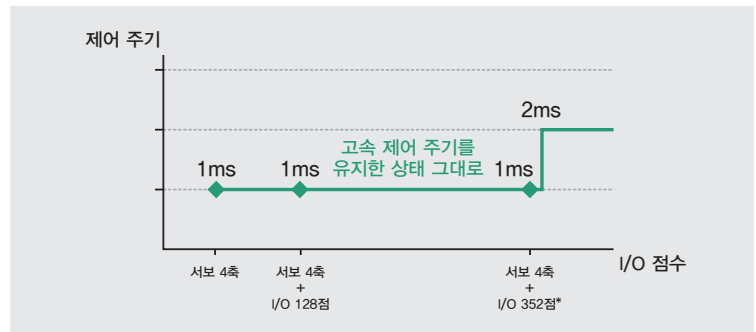 제어 주기
2ms
고속 제어 주기를
1ms 1ms 유지한 상태 그대로 1ms
I/O 점수
서보 4축 서보 4축 서보 4축
+ +
I/O 128점 I/O 352점*